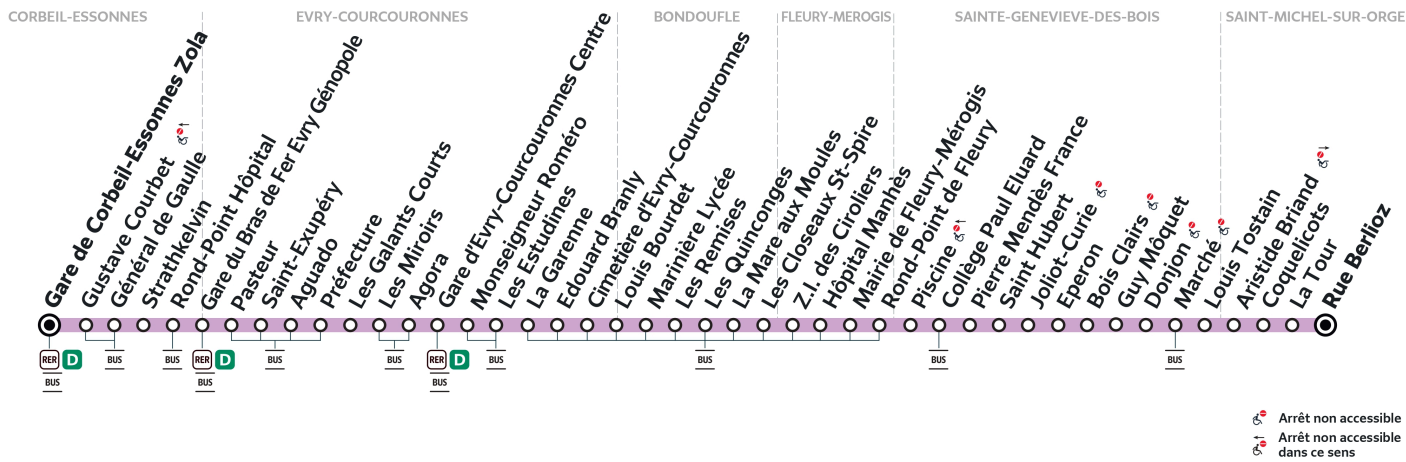 CORBEIL-ESSONNES
EVRY-COURCOURONNES
BONDOUFLE
FLEURY-MEROGIS
SAINTE-GENEVIEVE-DES-BOIS
SAINT-MICHEL-SUR-ORGE
Gare de Corbeil-Essonnes Zola
Gustave Courbet
Général de Gaulle
Strathkelvin
Rond-Point Hôpital
Gare du Bras de Fer Evry Génopole
Pasteur
Saint-Exupéry
Aguado
Préfecture
Les Galants Courts
Les Miroirs
Agora
Gare d'Evry-Courcouronnes Centre
Monseigneur Roméro
Les Estudines
La Garenne
Edouard Branly
Cimetière d'Evry-Courcouronnes
Louis Bourdet
Marinière Lycée
Les Remises
Les Quinconges
La Mare aux Moules
Les Closeaux St-Spire
Z.I. des Ciroliers
Hôpital Manhès
Mairie de Fleury-Mérogis
Rond-Point de Fleury
Piscine
Collège Paul Eluard
Pierre Mendès France
Saint Hubert
Joliot-Curie
Eperon
Bois Clairs
Guy Môquet
Donjon
Marché
Louis Tostain
Aristide Briand
Coquelicots
La Tour
Rue Berlioz
RER D
BUS
BUS
BUS
RER D
BUS
BUS
BUS
RER D
BUS
BUS
BUS
BUS
BUS
Arrêt non accessible
Arrêt non accessible
dans ce sens